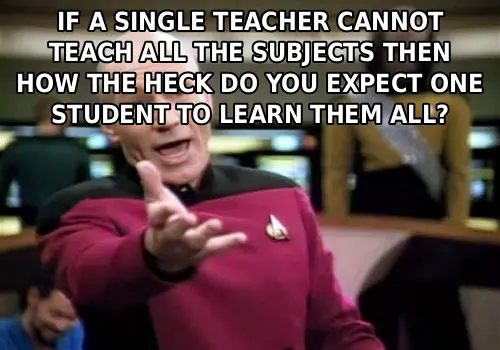 IF A SINGLE TEACHER CANNOT
TEACH ALL THE SUBJECTS THEN
HOW THE HECK DO YOU EXPECT ONE
STUDENT TO LEARN THEM ALL?